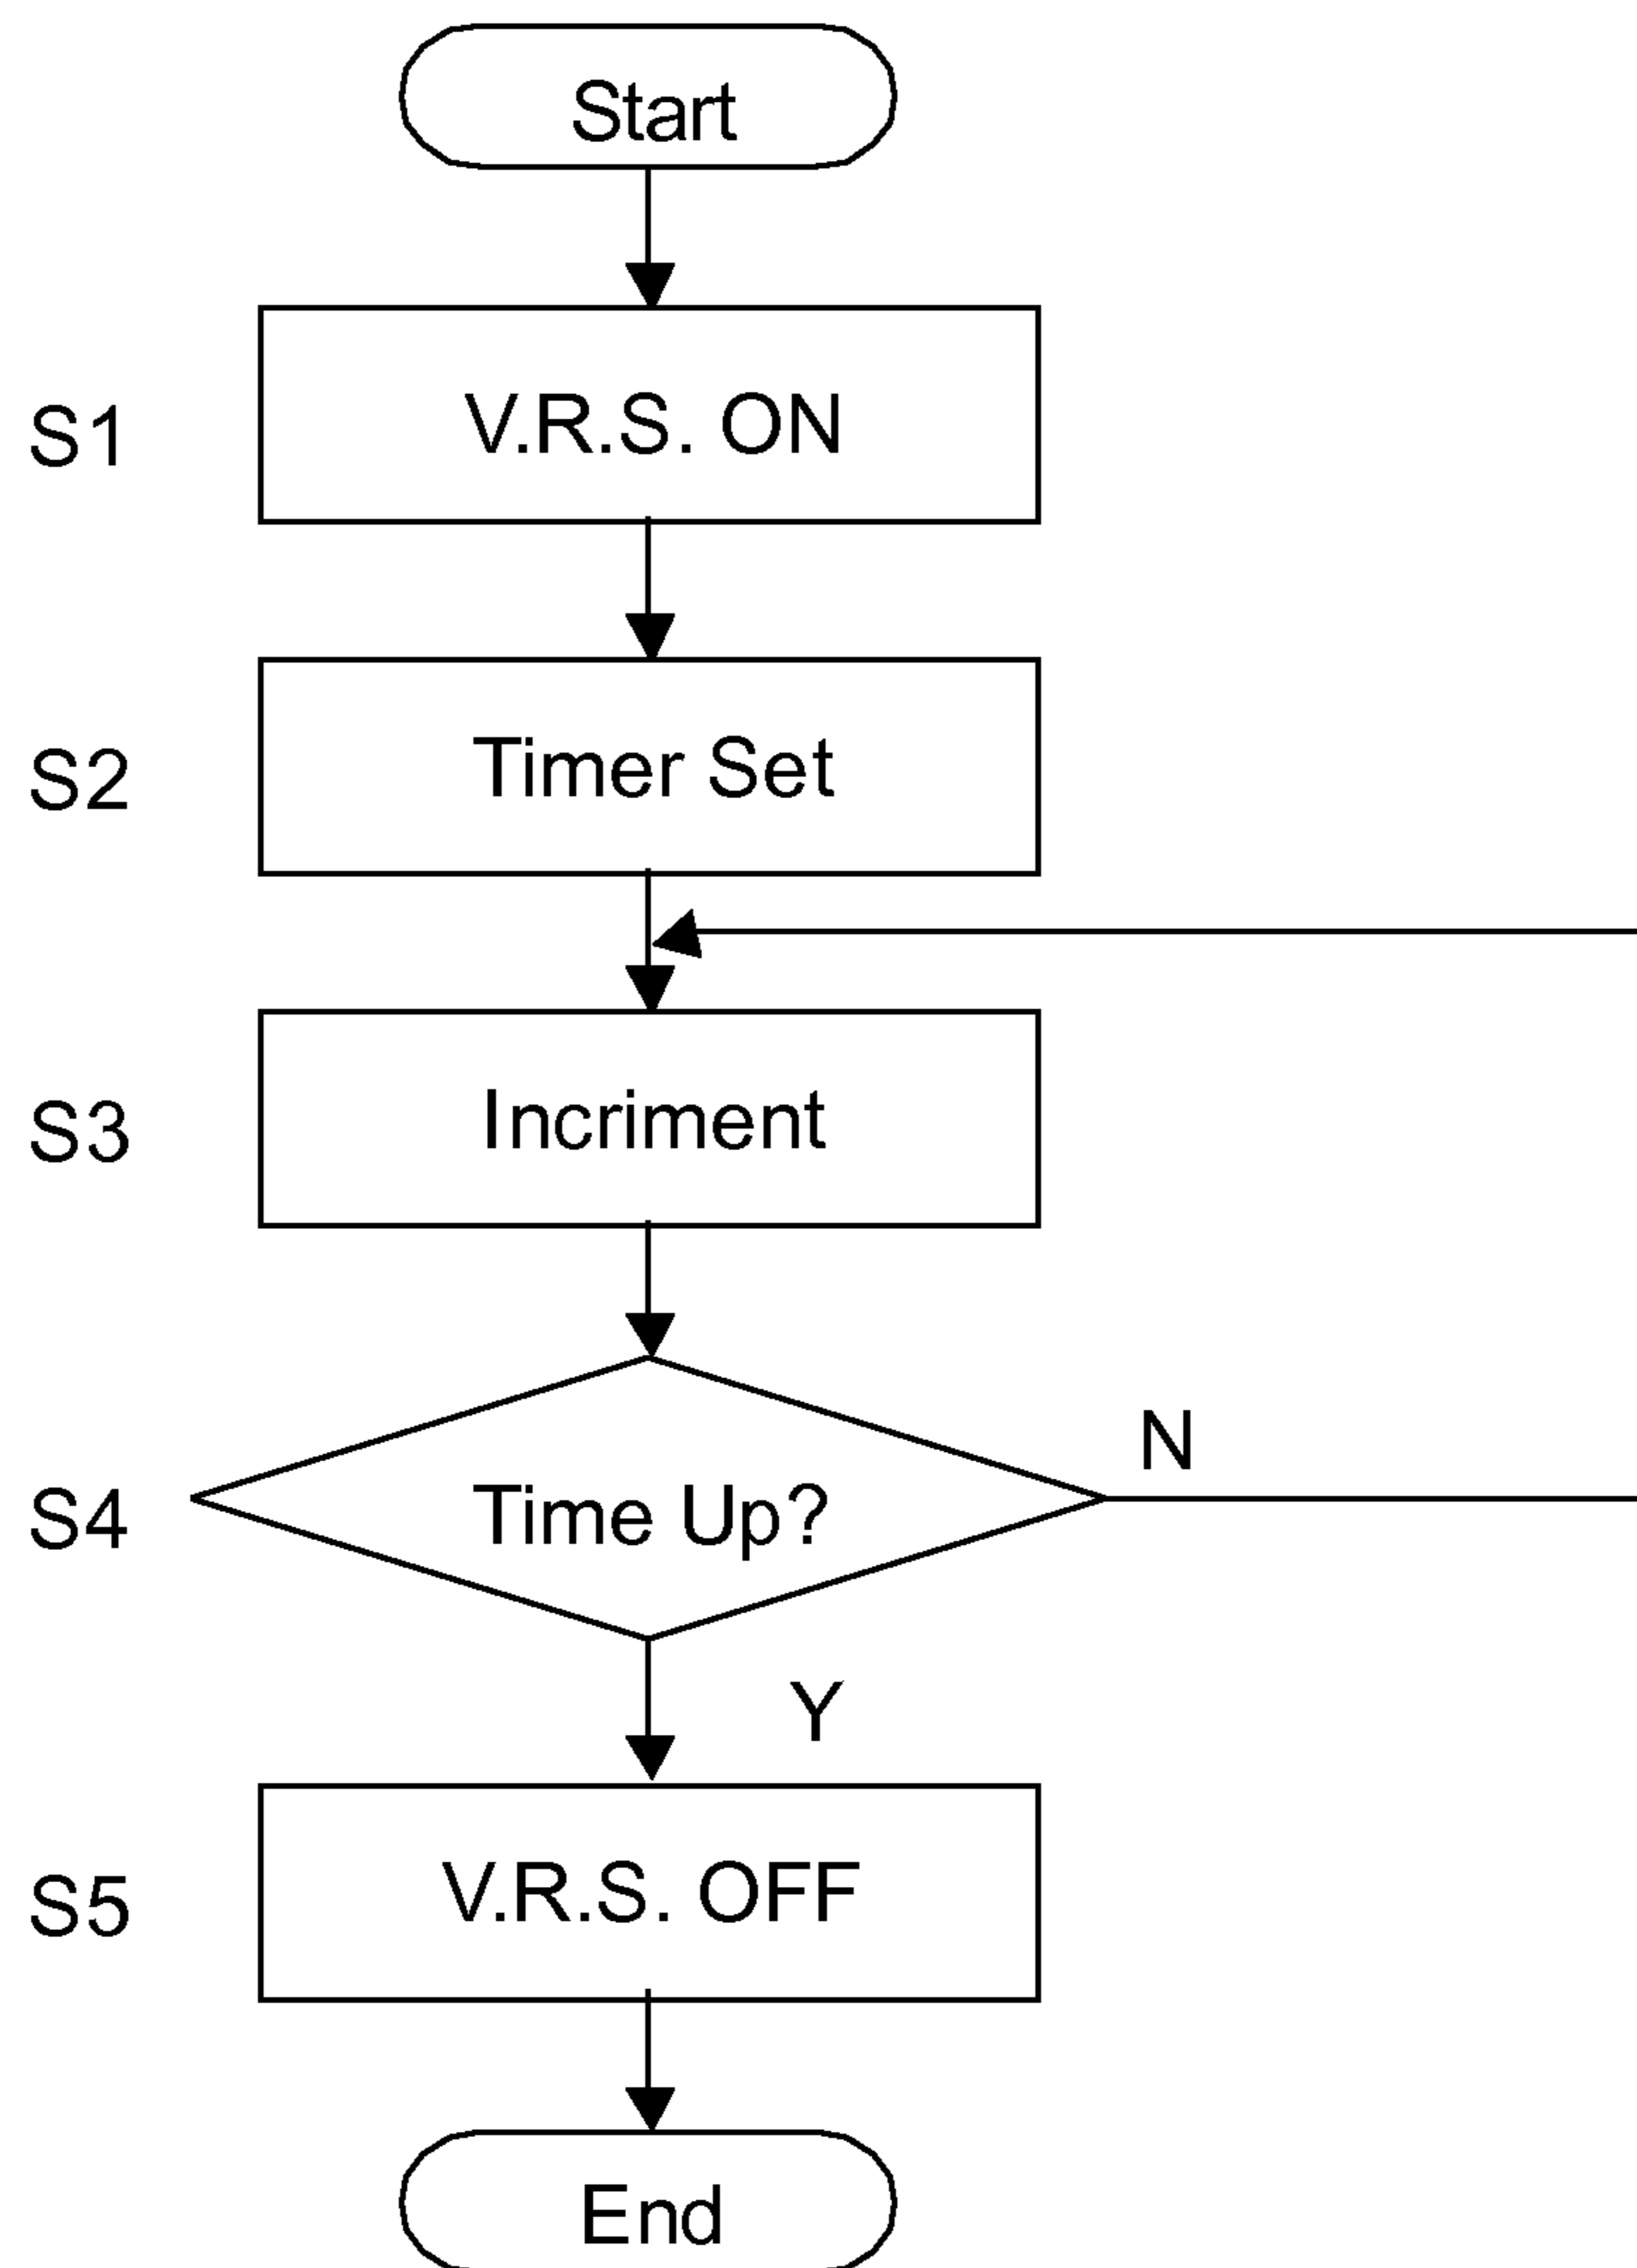 Start
S1
V.R.S. ON
S2
Timer Set
S3
Incriment
S4
Time Up?
N
Y
S5
V.R.S. OFF
End